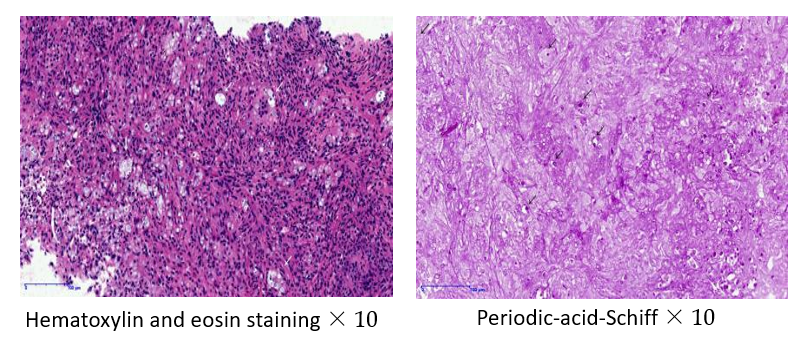 Hematoxylin and eosin staining × 10
Periodic-acid-Schiff × 10